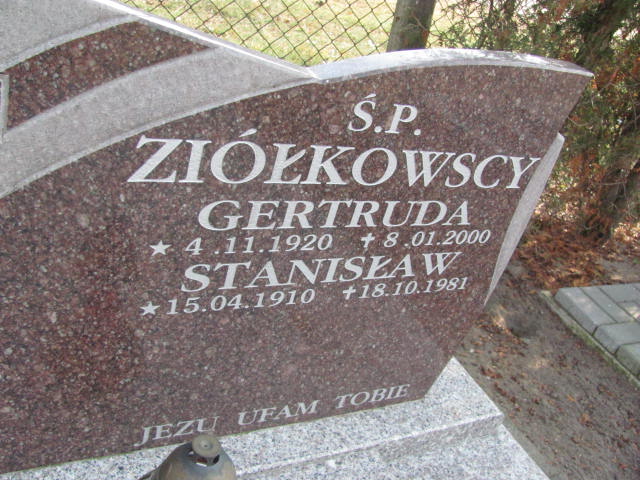 Ś.P.
ZIÓŁKOWSCY
GERTRUDA
★ 4.11.1920 ✝ 8.01.2000
STANISŁAW
★ 15.04.1910 ✝ 18.10.1981
JEZU UFAM TOBIE